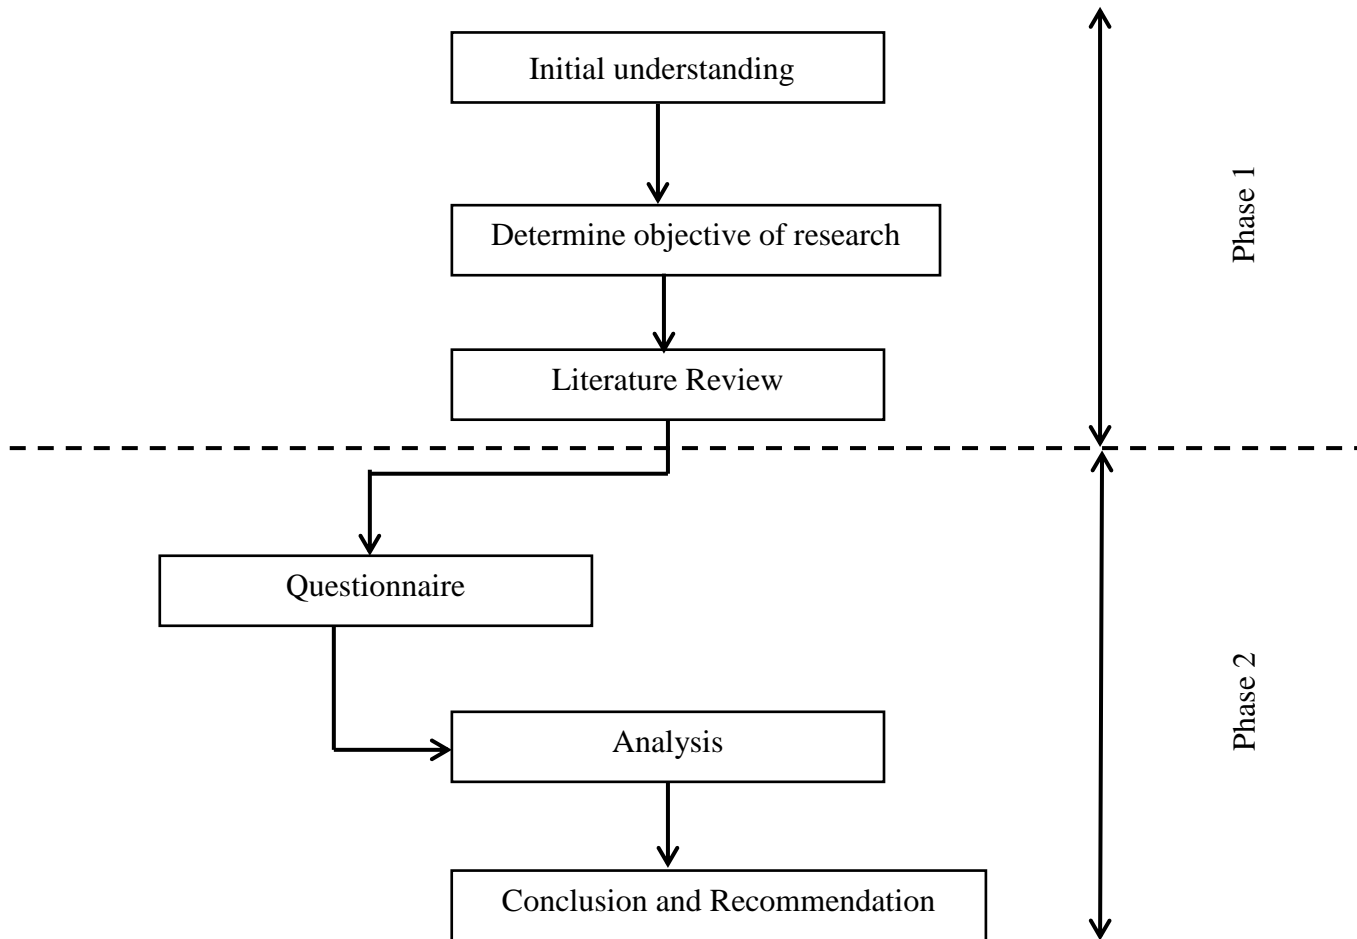 Initial understanding
Determine objective of research
Phase 1
Literature Review
Questionnaire
Phase 2
Analysis
Conclusion and Recommendation